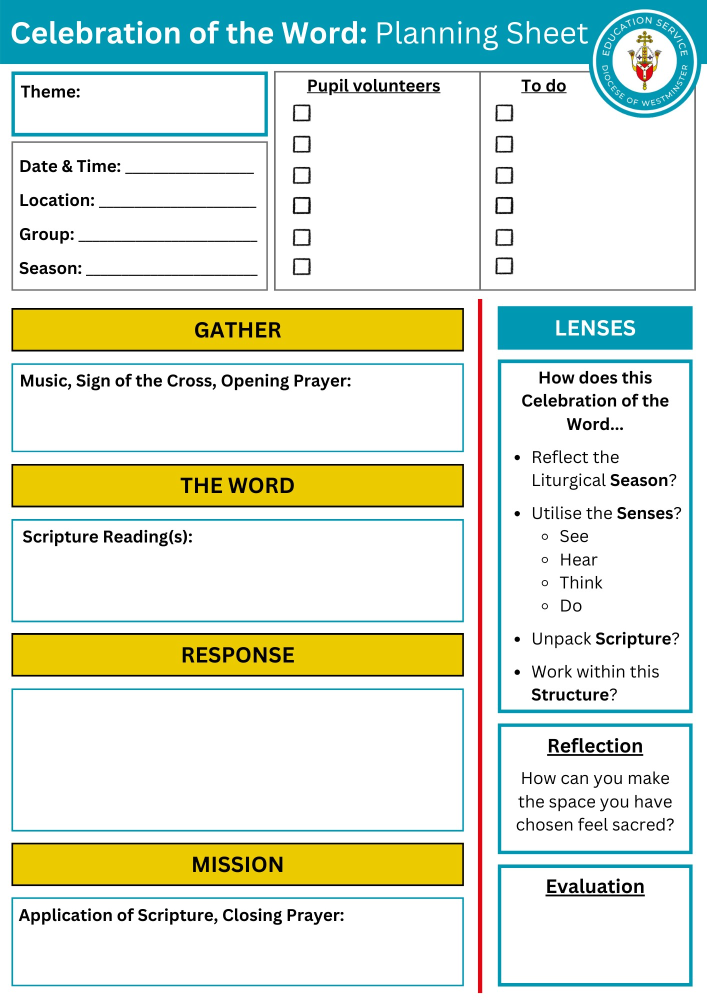 Celebration of the Word: Planning Sheet
EDUCATION SERVICE
DIOCESE OF WESTMINSTER
Theme:
Date & Time: ________________
Location: ____________________
Group: ______________________
Season: _____________________
Pupil volunteers
To do
GATHER
Music, Sign of the Cross, Opening Prayer:
THE WORD
Scripture Reading(s):
RESPONSE
MISSION
Application of Scripture, Closing Prayer:
LENSES
How does this
Celebration of the
Word...
• Reflect the
Liturgical Season?
• Utilise the Senses?
◦ See
◦ Hear
◦ Think
◦ Do
• Unpack Scripture?
• Work within this
Structure?
Reflection
How can you make
the space you have
chosen feel sacred?
Evaluation